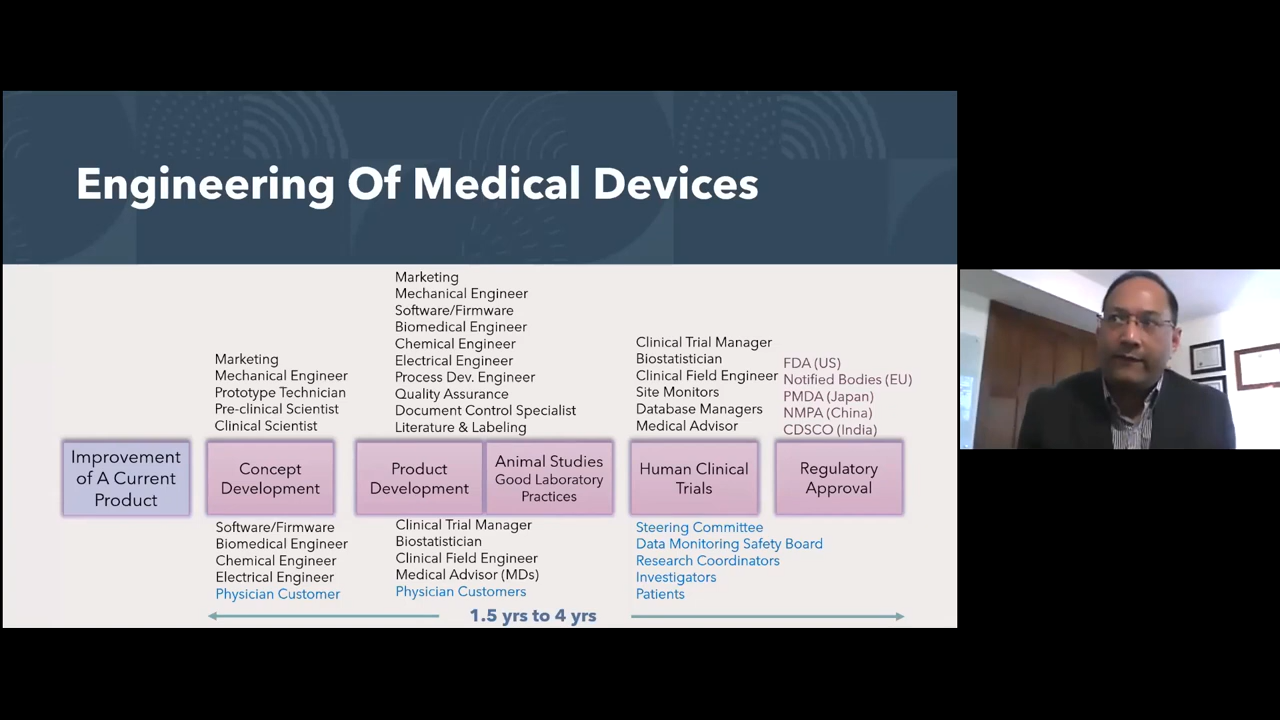 Engineering Of Medical Devices
Marketing
Mechanical Engineer
Prototype Technician
Pre-clinical Scientist
Clinical Scientist
Marketing
Mechanical Engineer
Software/Firmware
Biomedical Engineer
Chemical Engineer
Electrical Engineer
Process Dev. Engineer
Quality Assurance
Document Control Specialist
Literature & Labeling
Clinical Trial Manager
Biostatistician
Clinical Field Engineer
Site Monitors
Database Managers
Medical Advisor
FDA (US)
Notified Bodies (EU)
PMDA (Japan)
NMPA (China)
CDSCO (India)
Improvement
of A Current
Product
Concept
Development
Product
Development
Animal Studies
Good Laboratory
Practices
Human Clinical
Trials
Regulatory
Approval
Software/Firmware
Biomedical Engineer
Chemical Engineer
Electrical Engineer
Physician Customer
Clinical Trial Manager
Biostatistician
Clinical Field Engineer
Medical Advisor (MDs)
Physician Customers
Steering Committee
Data Monitoring Safety Board
Research Coordinators
Investigators
Patients
1.5 yrs to 4 yrs